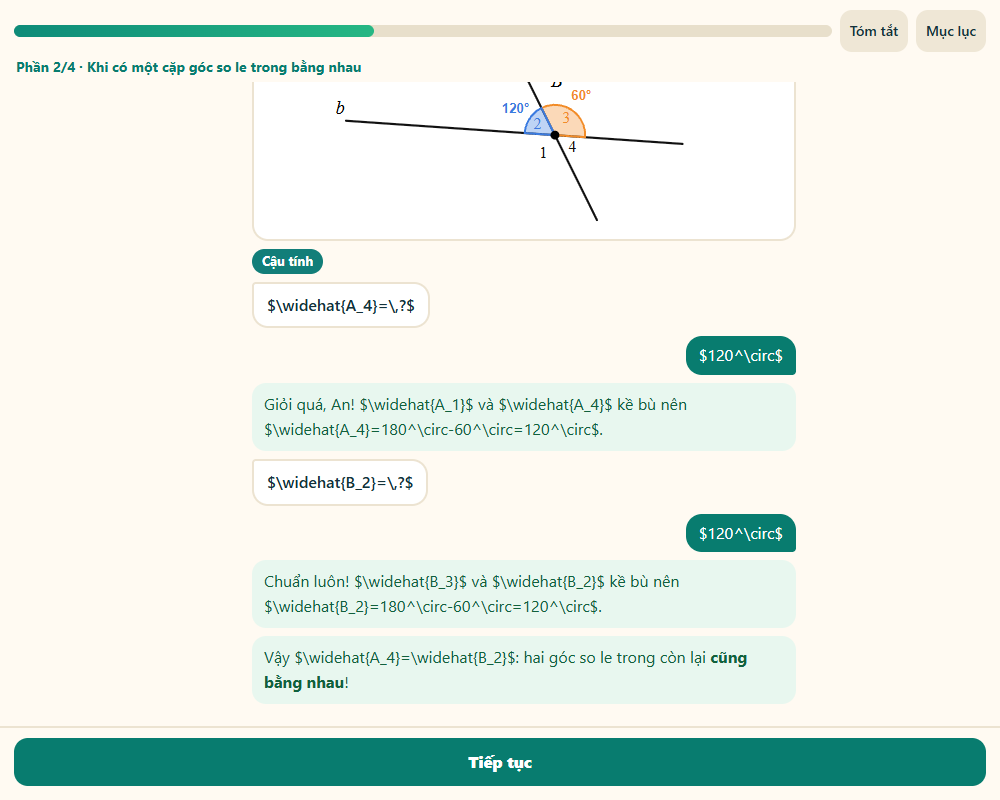 Tóm tắt
Mục lục
Phần 2/4 · Khi có một cặp góc so le trong bằng nhau
B
60°
b
120°
2
3
1
4
Cậu tính
$\widehat{A_4}=\,?$
$120^\circ$
Giỏi quá, An! $\widehat{A_1}$ và $\widehat{A_4}$ kề bù nên
$\widehat{A_4}=180^\circ-60^\circ=120^\circ$.
$\widehat{B_2}=\,?$
$120^\circ$
Chuẩn luôn! $\widehat{B_3}$ và $\widehat{B_2}$ kề bù nên
$\widehat{B_2}=180^\circ-60^\circ=120^\circ$.
Vậy $\widehat{A_4}=\widehat{B_2}$: hai góc so le trong còn lại cũng
bằng nhau!
Tiếp tục